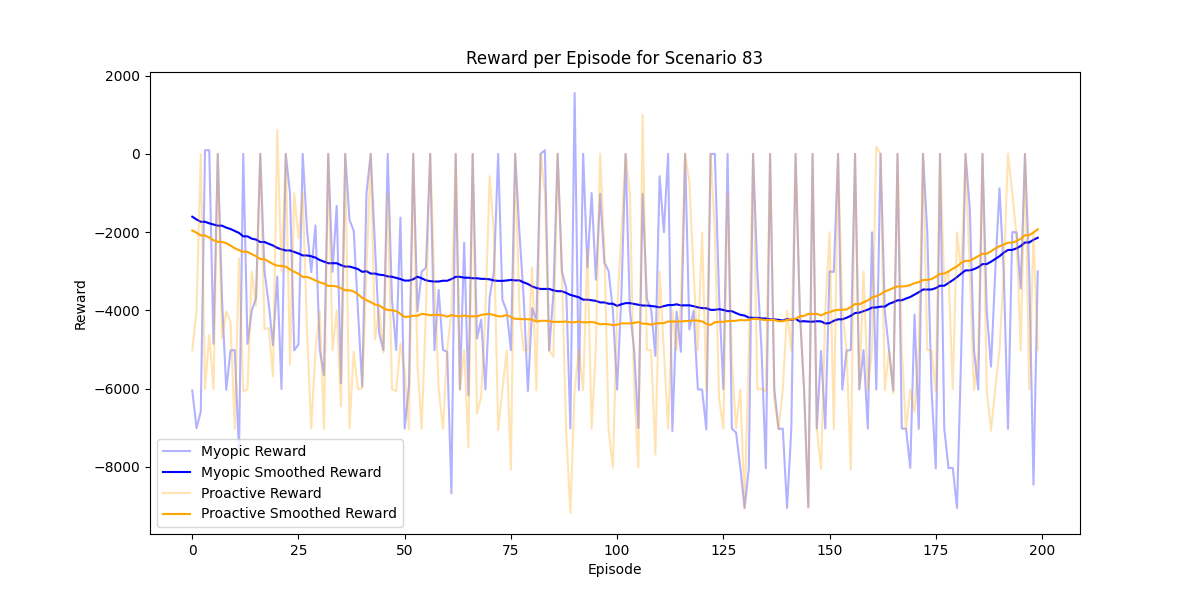 Reward per Episode for Scenario 83
Reward
2000
0
−2000
−4000
−6000
−8000
Myopic Reward
Myopic Smoothed Reward
Proactive Reward
Proactive Smoothed Reward
0 25 50 75 100 125 150 175 200
Episode